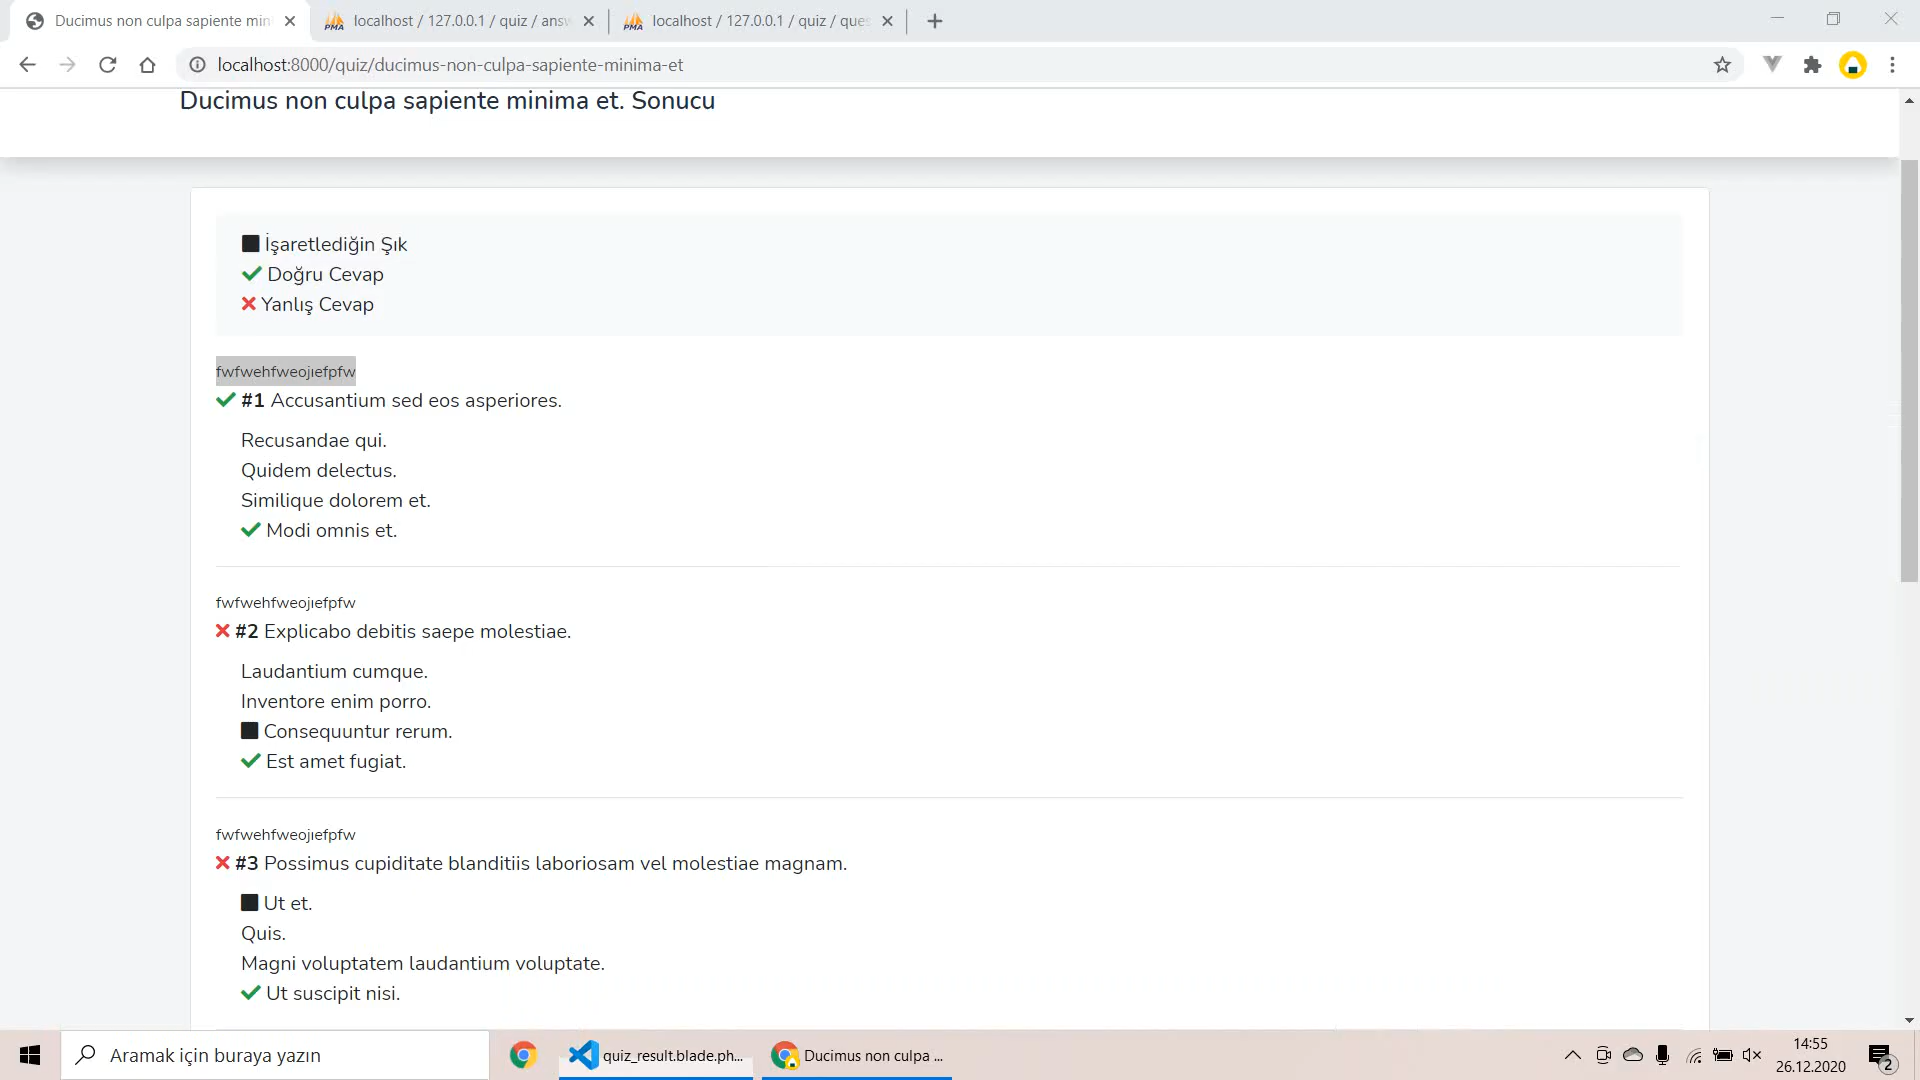 Ducimus non culpa sapiente min
localhost / 127.0.0.1 / quiz / answ
localhost / 127.0.0.1 / quiz / ques
localhost:8000/quiz/ducimus-non-culpa-sapiente-minima-et
Ducimus non culpa sapiente minima et. Sonucu
İşaretlediğin Şık
Doğru Cevap
Yanlış Cevap
fwfwehfweojıefpfw
#1 Accusantium sed eos asperiores.
Recusandae qui.
Quidem delectus.
Similique dolorem et.
Modi omnis et.
fwfwehfweojıefpfw
#2 Explicabo debitis saepe molestiae.
Laudantium cumque.
Inventore enim porro.
Consequuntur rerum.
Est amet fugiat.
fwfwehfweojıefpfw
#3 Possimus cupiditate blanditiis laboriosam vel molestiae magnam.
Ut et.
Quis.
Magni voluptatem laudantium voluptate.
Ut suscipit nisi.
Aramak için buraya yazın
quiz_result.blade.ph...
Ducimus non culpa ...
14:55
26.12.2020
2